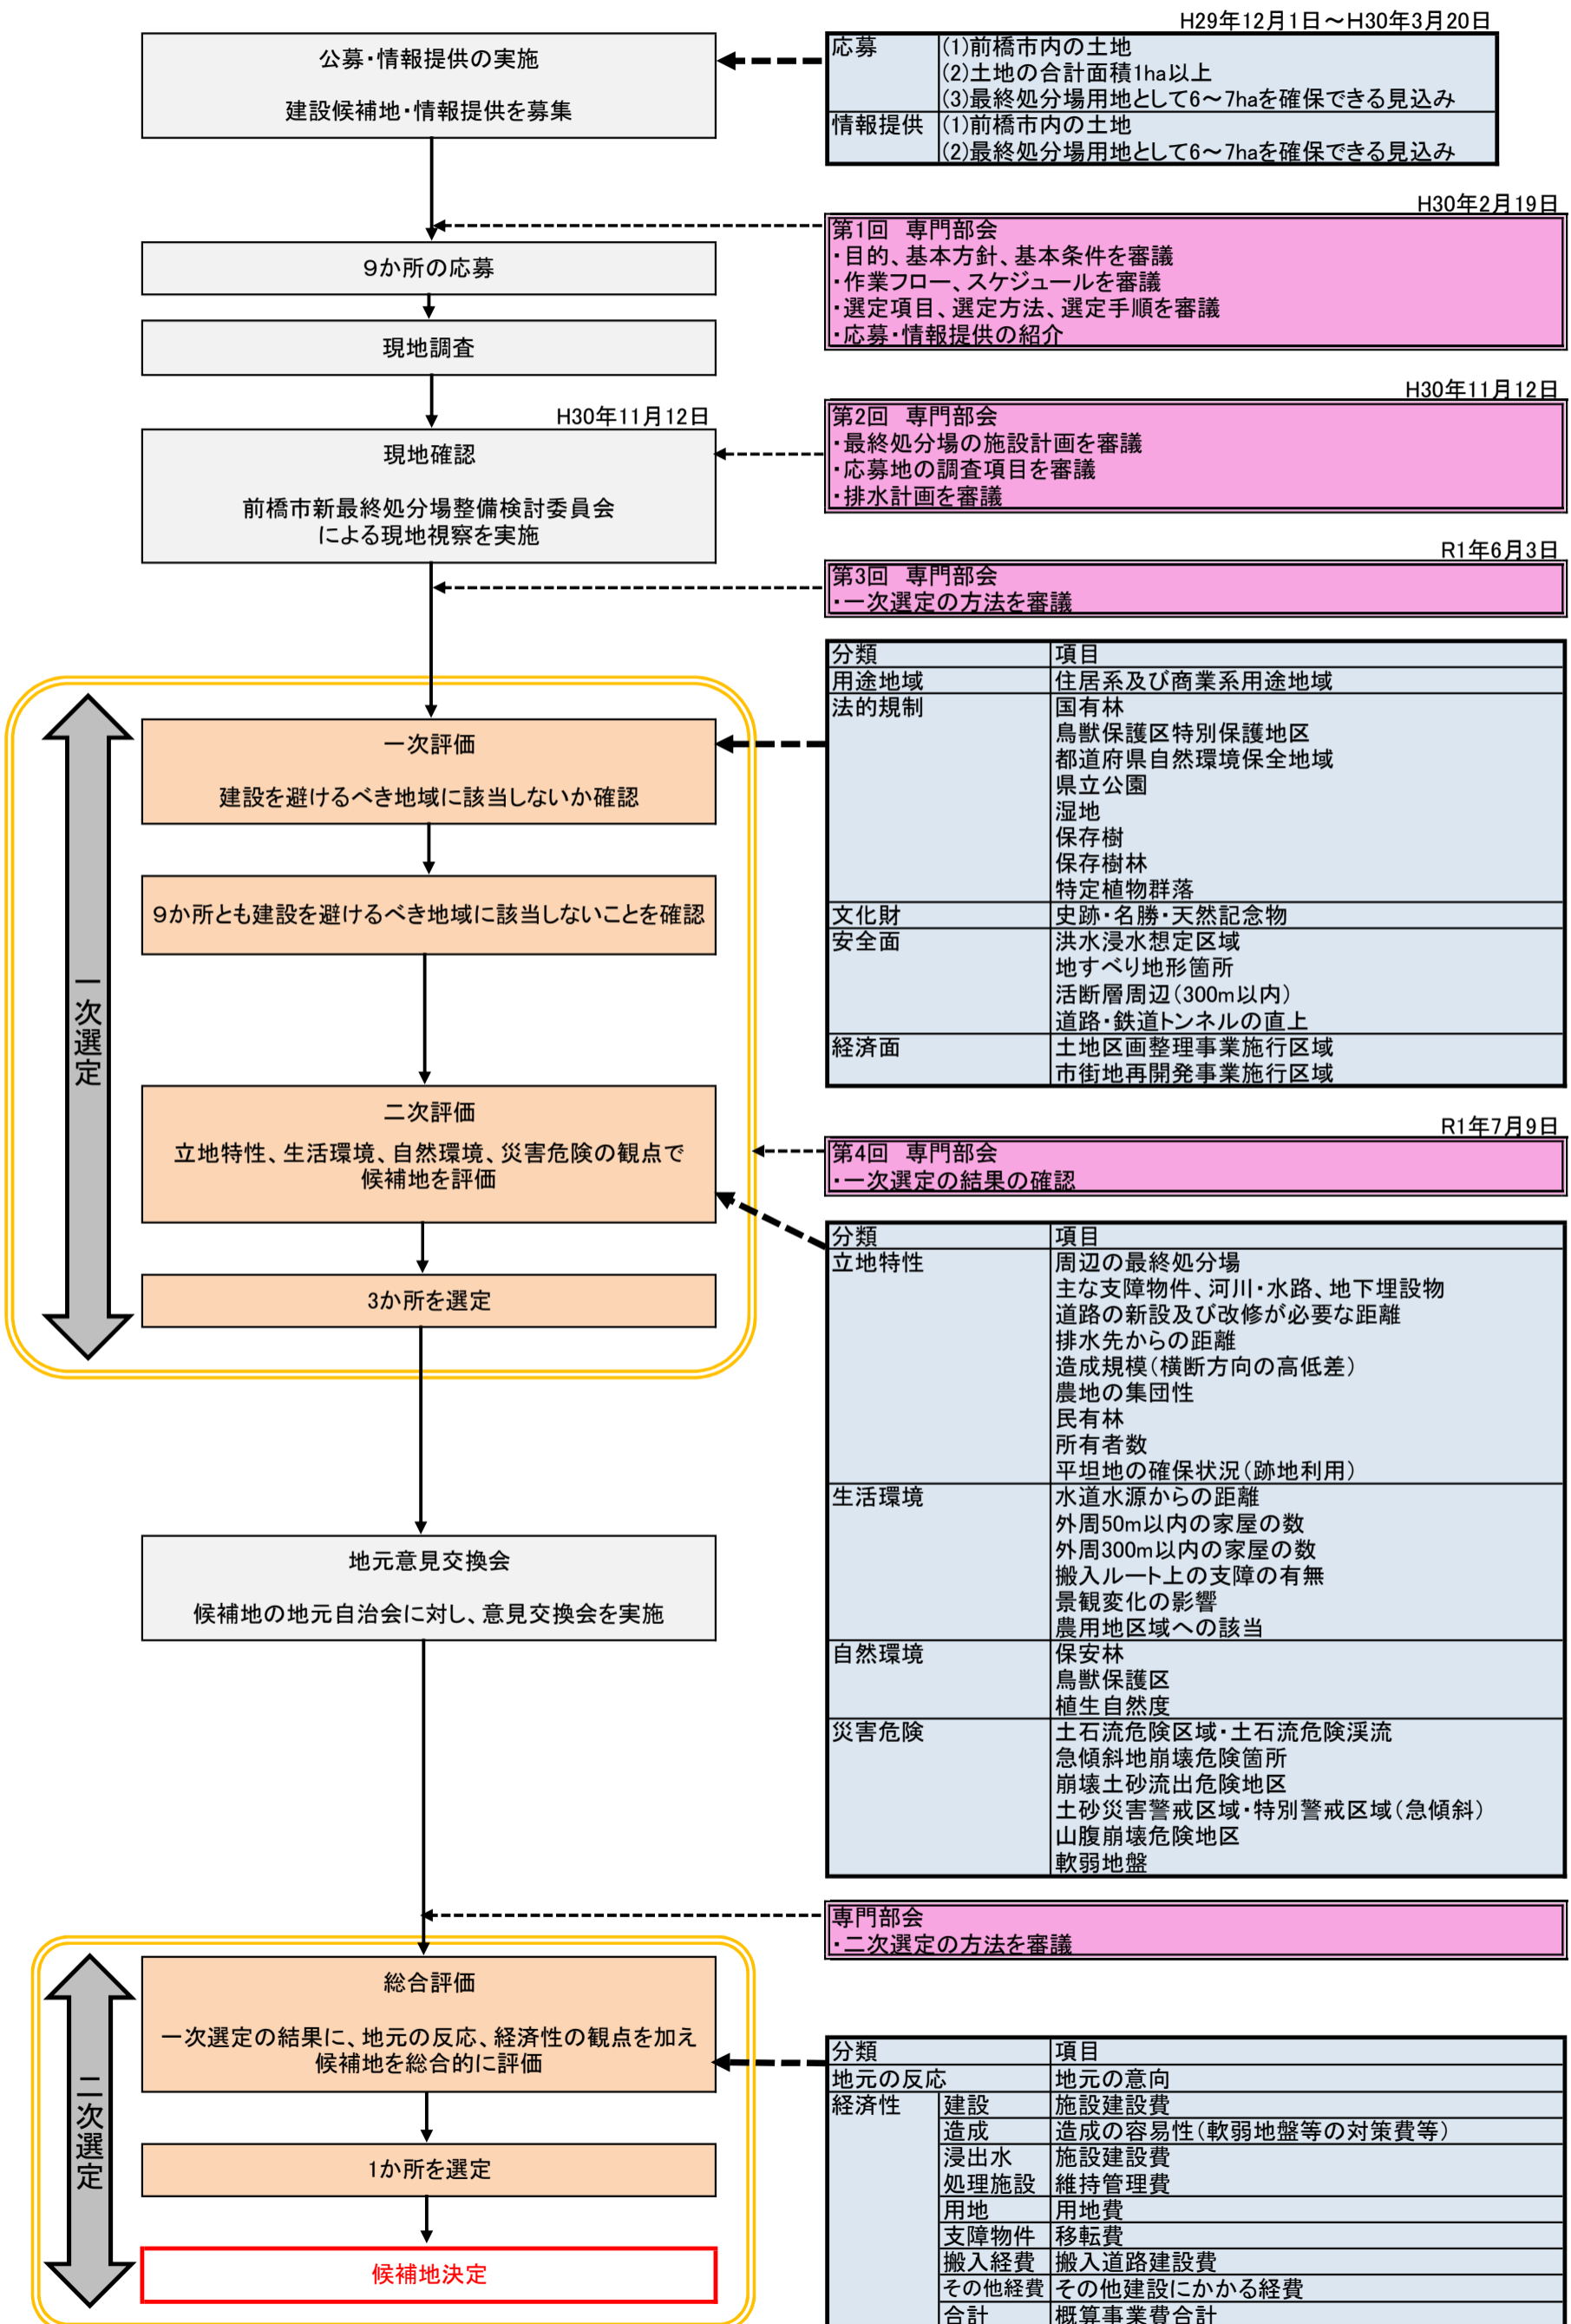 H29年12月1日～H30年3月20日
公募・情報提供の実施
建設候補地・情報提供を募集
応募 (1)前橋市内の土地
(2)土地の合計面積1ha以上
(3)最終処分場用地として6～7haを確保できる見込み
情報提供 (1)前橋市内の土地
(2)最終処分場用地として6～7haを確保できる見込み
H30年2月19日
第1回 専門部会
・目的、基本方針、基本条件を審議
・作業フロー、スケジュールを審議
・選定項目、選定方法、選定手順を審議
・応募・情報提供の紹介
9か所の応募
現地調査
H30年11月12日
H30年11月12日
現地確認
前橋市新最終処分場整備検討委員会
による現地視察を実施
第2回 専門部会
・最終処分場の施設計画を審議
・応募地の調査項目を審議
・排水計画を審議
R1年6月3日
第3回 専門部会
・一次選定の方法を審議
一次選定
一次評価
建設を避けるべき地域に該当しないか確認
9か所とも建設を避けるべき地域に該当しないことを確認
分類 項目
用途地域 住居系及び商業系用途地域
法的規制 国有林
鳥獣保護区特別保護地区
都道府県自然環境保全地域
県立公園
湿地
保存樹
保存樹林
特定植物群落
文化財 史跡・名勝・天然記念物
安全面 洪水浸水想定区域
地すべり地形箇所
活断層周辺(300m以内)
道路・鉄道トンネルの直上
経済面 土地区画整理事業施行区域
市街地再開発事業施行区域
二次評価
立地特性、生活環境、自然環境、災害危険の観点で
候補地を評価
3か所を選定
R1年7月9日
第4回 専門部会
・一次選定の結果の確認
分類 項目
立地特性 周辺の最終処分場
主な支障物件、河川・水路、地下埋設物
道路の新設及び改修が必要な距離
排水先からの距離
造成規模(横断方向の高低差)
農地の集団性
民有林
所有者数
平坦地の確保状況(跡地利用)
生活環境 水道水源からの距離
外周50m以内の家屋の数
外周300m以内の家屋の数
搬入ルート上の支障の有無
景観変化の影響
農用地区域への該当
自然環境 保安林
鳥獣保護区
植生自然度
災害危険 土石流危険区域・土石流危険渓流
急傾斜地崩壊危険箇所
崩壊土砂流出危険地区
土砂災害警戒区域・特別警戒区域(急傾斜)
山腹崩壊危険地区
軟弱地盤
地元意見交換会
候補地の地元自治会に対し、意見交換会を実施
専門部会
・二次選定の方法を審議
二次選定
総合評価
一次選定の結果に、地元の反応、経済性の観点を加え
候補地を総合的に評価
1か所を選定
候補地決定
分類 項目
地元の反応 地元の意向
経済性 建設 施設建設費
造成 造成の容易性(軟弱地盤等の対策費等)
浸出水 施設建設費
処理施設 維持管理費
用地 用地費
支障物件 移転費
搬入経費 搬入道路建設費
その他経費 その他建設にかかる経費
合計 概算事業費合計